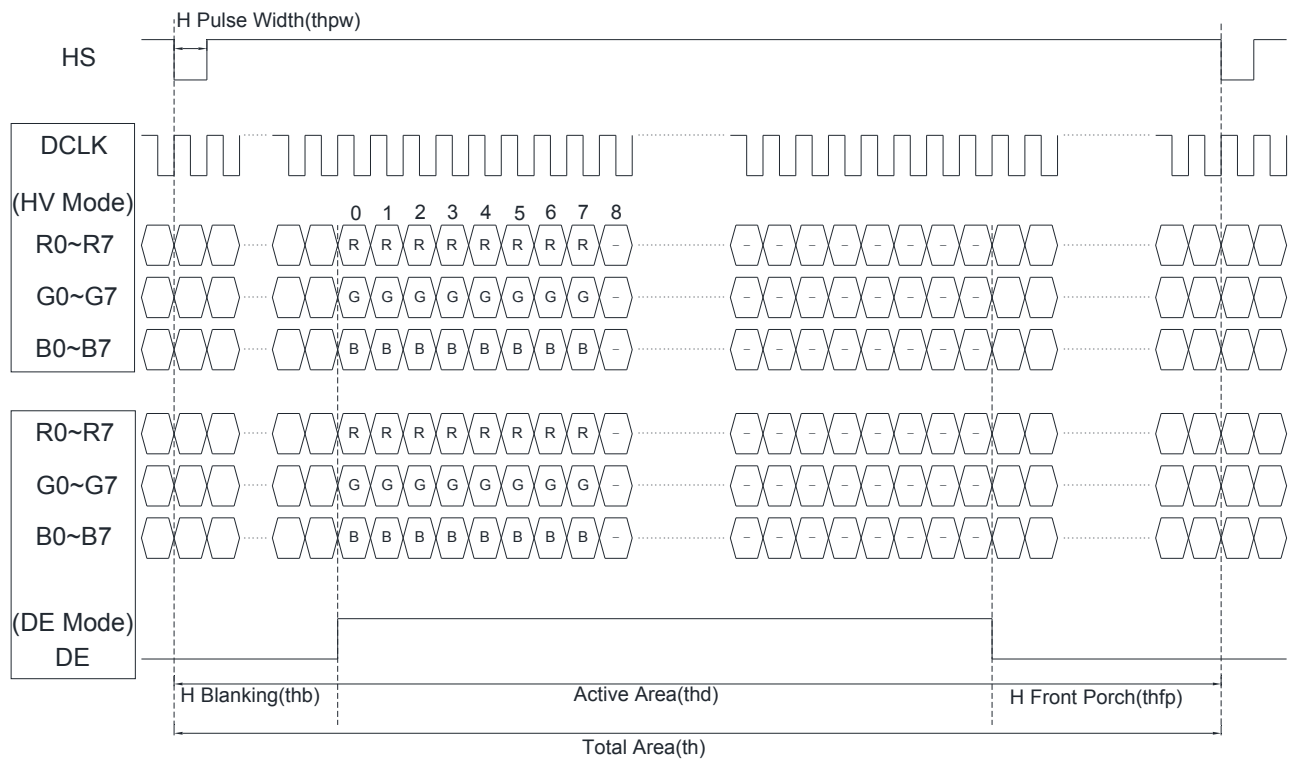 H Pulse Width(thpw)
HS
DCLK
(HV Mode)
0 1 2 3 4 5 6 7 8
R0~R7 R R R R R R R R - - - - - - - - -
G0~G7 G G G G G G G G - - - - - - - - -
B0~B7 B B B B B B B B - - - - - - - - -
R0~R7 R R R R R R R R - - - - - - - - -
G0~G7 G G G G G G G G - - - - - - - - -
B0~B7 B B B B B B B B - - - - - - - - -
(DE Mode)
DE
H Blanking(thb) Active Area(thd) H Front Porch(thfp)
Total Area(th)